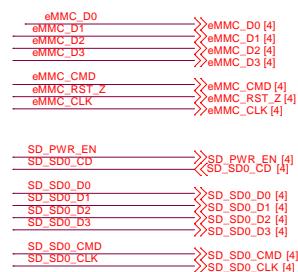 eMMC_D0 eMMC_D0 [4]
eMMC_D1 eMMC_D1 [4]
eMMC_D2 eMMC_D2 [4]
eMMC_D3 eMMC_D3 [4]
eMMC_CMD eMMC_CMD [4]
eMMC_RST_Z eMMC_RST_Z [4]
eMMC_CLK eMMC_CLK [4]
SD_PWR_EN SD_PWR_EN [4]
SD_SD0_CD SD_SD0_CD [4]
SD_SD0_D0 SD_SD0_D0 [4]
SD_SD0_D1 SD_SD0_D1 [4]
SD_SD0_D2 SD_SD0_D2 [4]
SD_SD0_D3 SD_SD0_D3 [4]
SD_SD0_CMD SD_SD0_CMD [4]
SD_SD0_CLK SD_SD0_CLK [4]